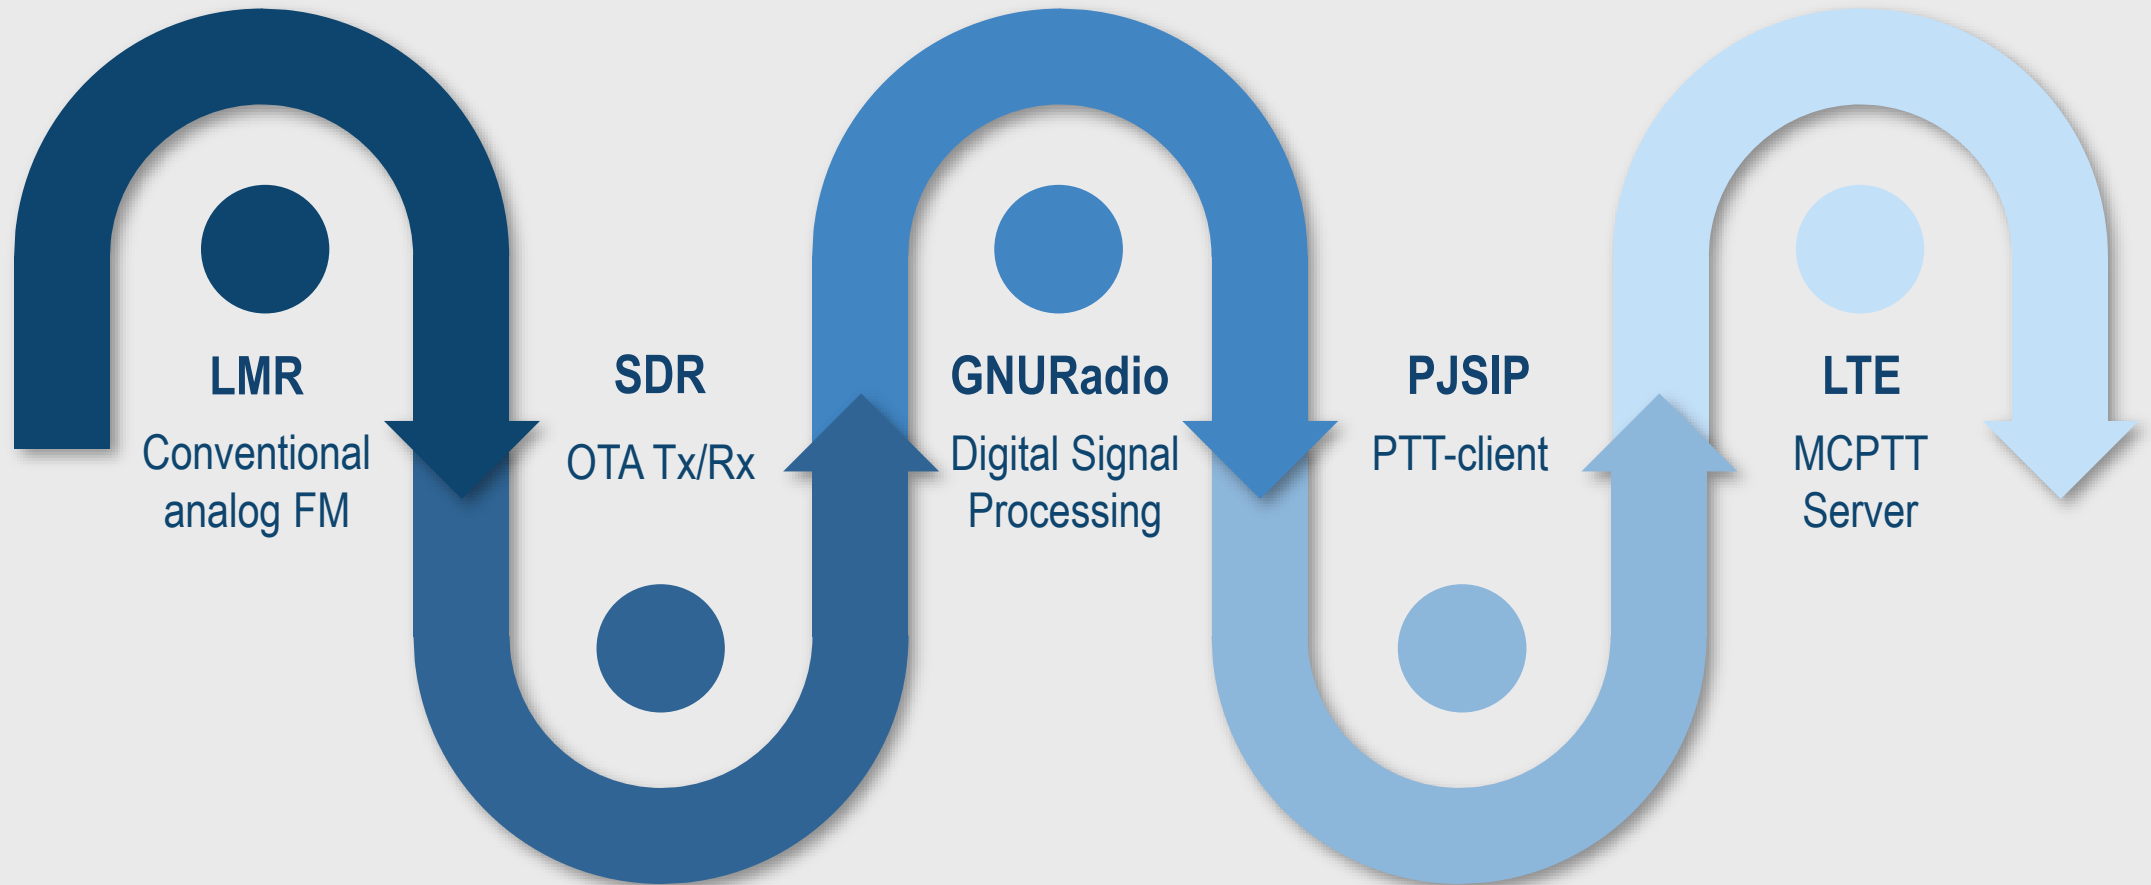 LMR
Conventional
analog FM
SDR
OTA Tx/Rx
GNURadio
Digital Signal
Processing
PJSIP
PTT-client
LTE
MCPTT
Server